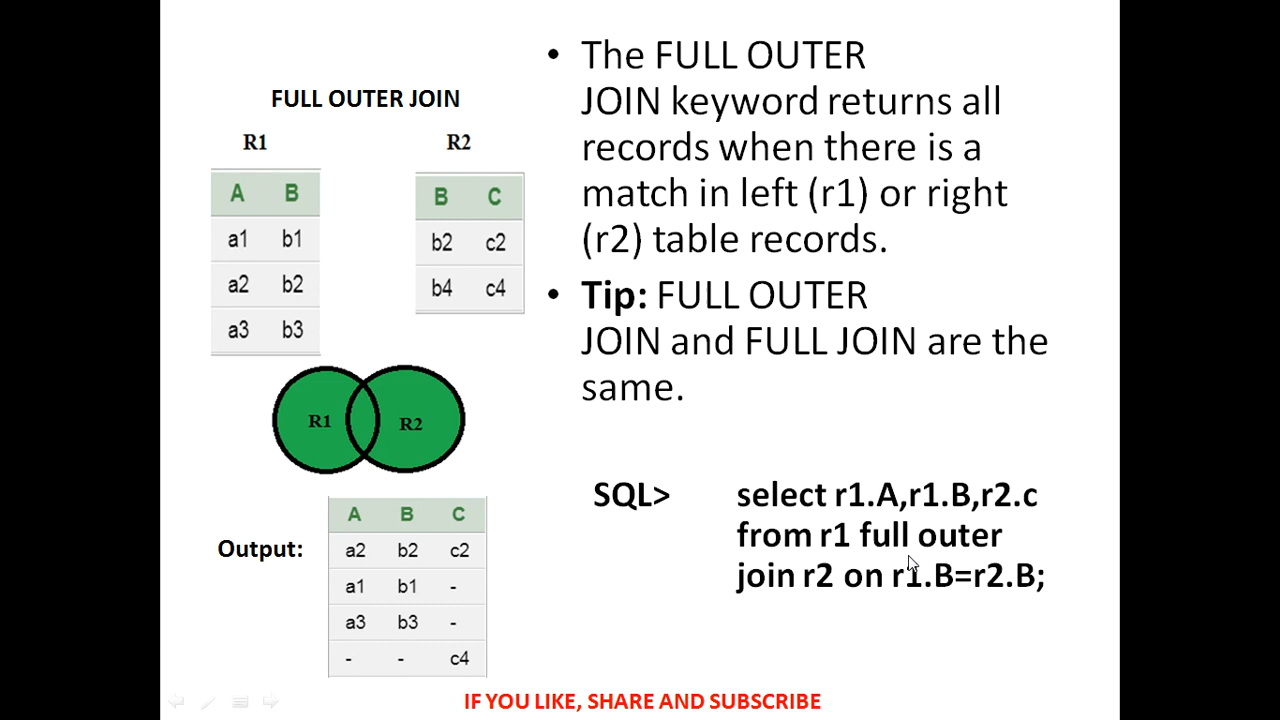 FULL OUTER JOIN
R1
R2
A B
a1 b1
a2 b2
a3 b3
B C
b2 c2
b4 c4
R1 R2
Output:
A B C
a2 b2 c2
a1 b1 -
a3 b3 -
- - c4
• The FULL OUTER
JOIN keyword returns all
records when there is a
match in left (r1) or right
(r2) table records.
• Tip: FULL OUTER
JOIN and FULL JOIN are the
same.
SQL> select r1.A,r1.B,r2.c
from r1 full outer
join r2 on r1.B=r2.B;
IF YOU LIKE, SHARE AND SUBSCRIBE